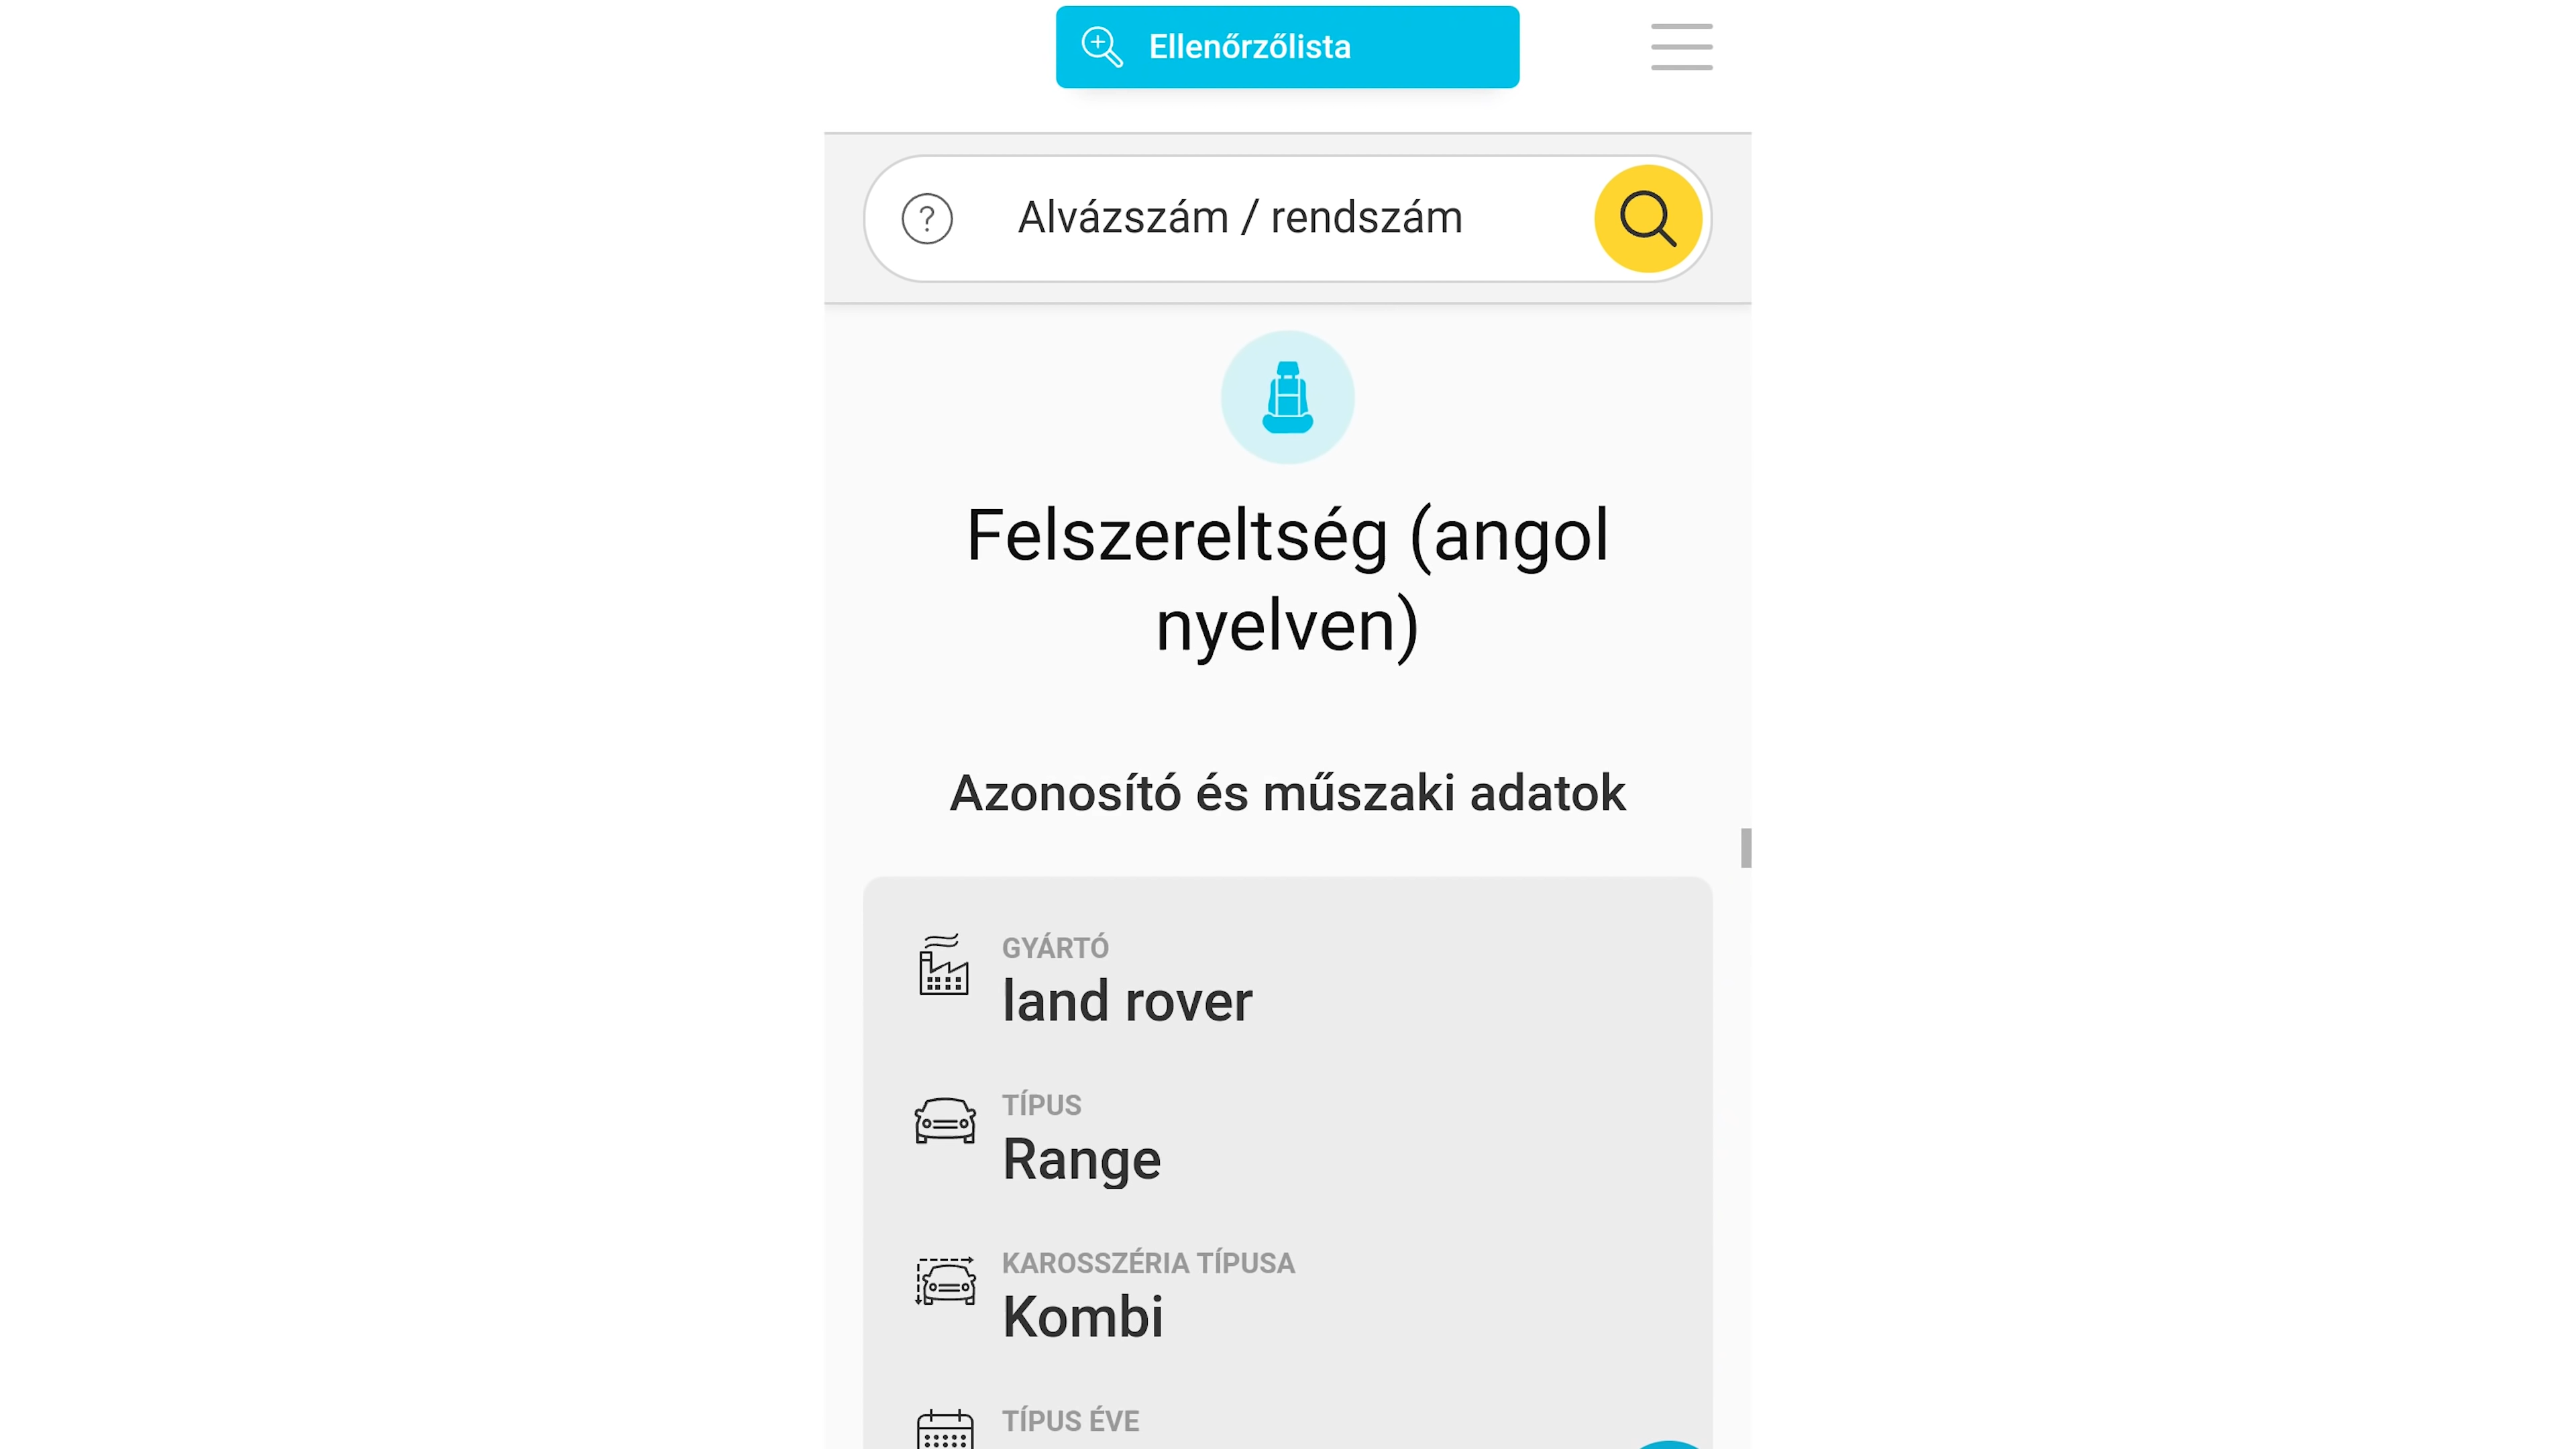 Ellenőrzőlista
Alvázszám / rendszám
Felszereltség (angol
nyelven)
Azonosító és műszaki adatok
GYÁRTÓ
land rover
TÍPUS
Range
KAROSSZÉRIA TÍPUSA
Kombi
TÍPUS ÉVE